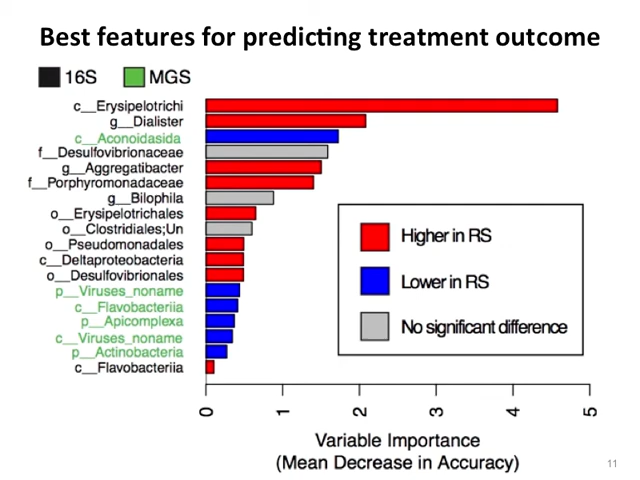 Best features for predicting treatment outcome
16S MGS
c__Erysipelotrichi
g__Dialister
c__Aconoidasida
f__Desulfovibrionaceae
g__Aggregatibacter
f__Porphyromonadaceae
g__Bilophila
o__Erysipelotrichales
o__Clostridiales;Un
o__Pseudomonadales
c__Deltaproteobacteria
o__Desulfovibrionales
p__Viruses_noname
c__Flavobacteriia
p__Apicomplexa
c__Viruses_noname
p__Actinobacteria
c__Flavobacteriia
Higher in RS
Lower in RS
No significant difference
0 1 2 3 4 5
Variable Importance
(Mean Decrease in Accuracy)
11